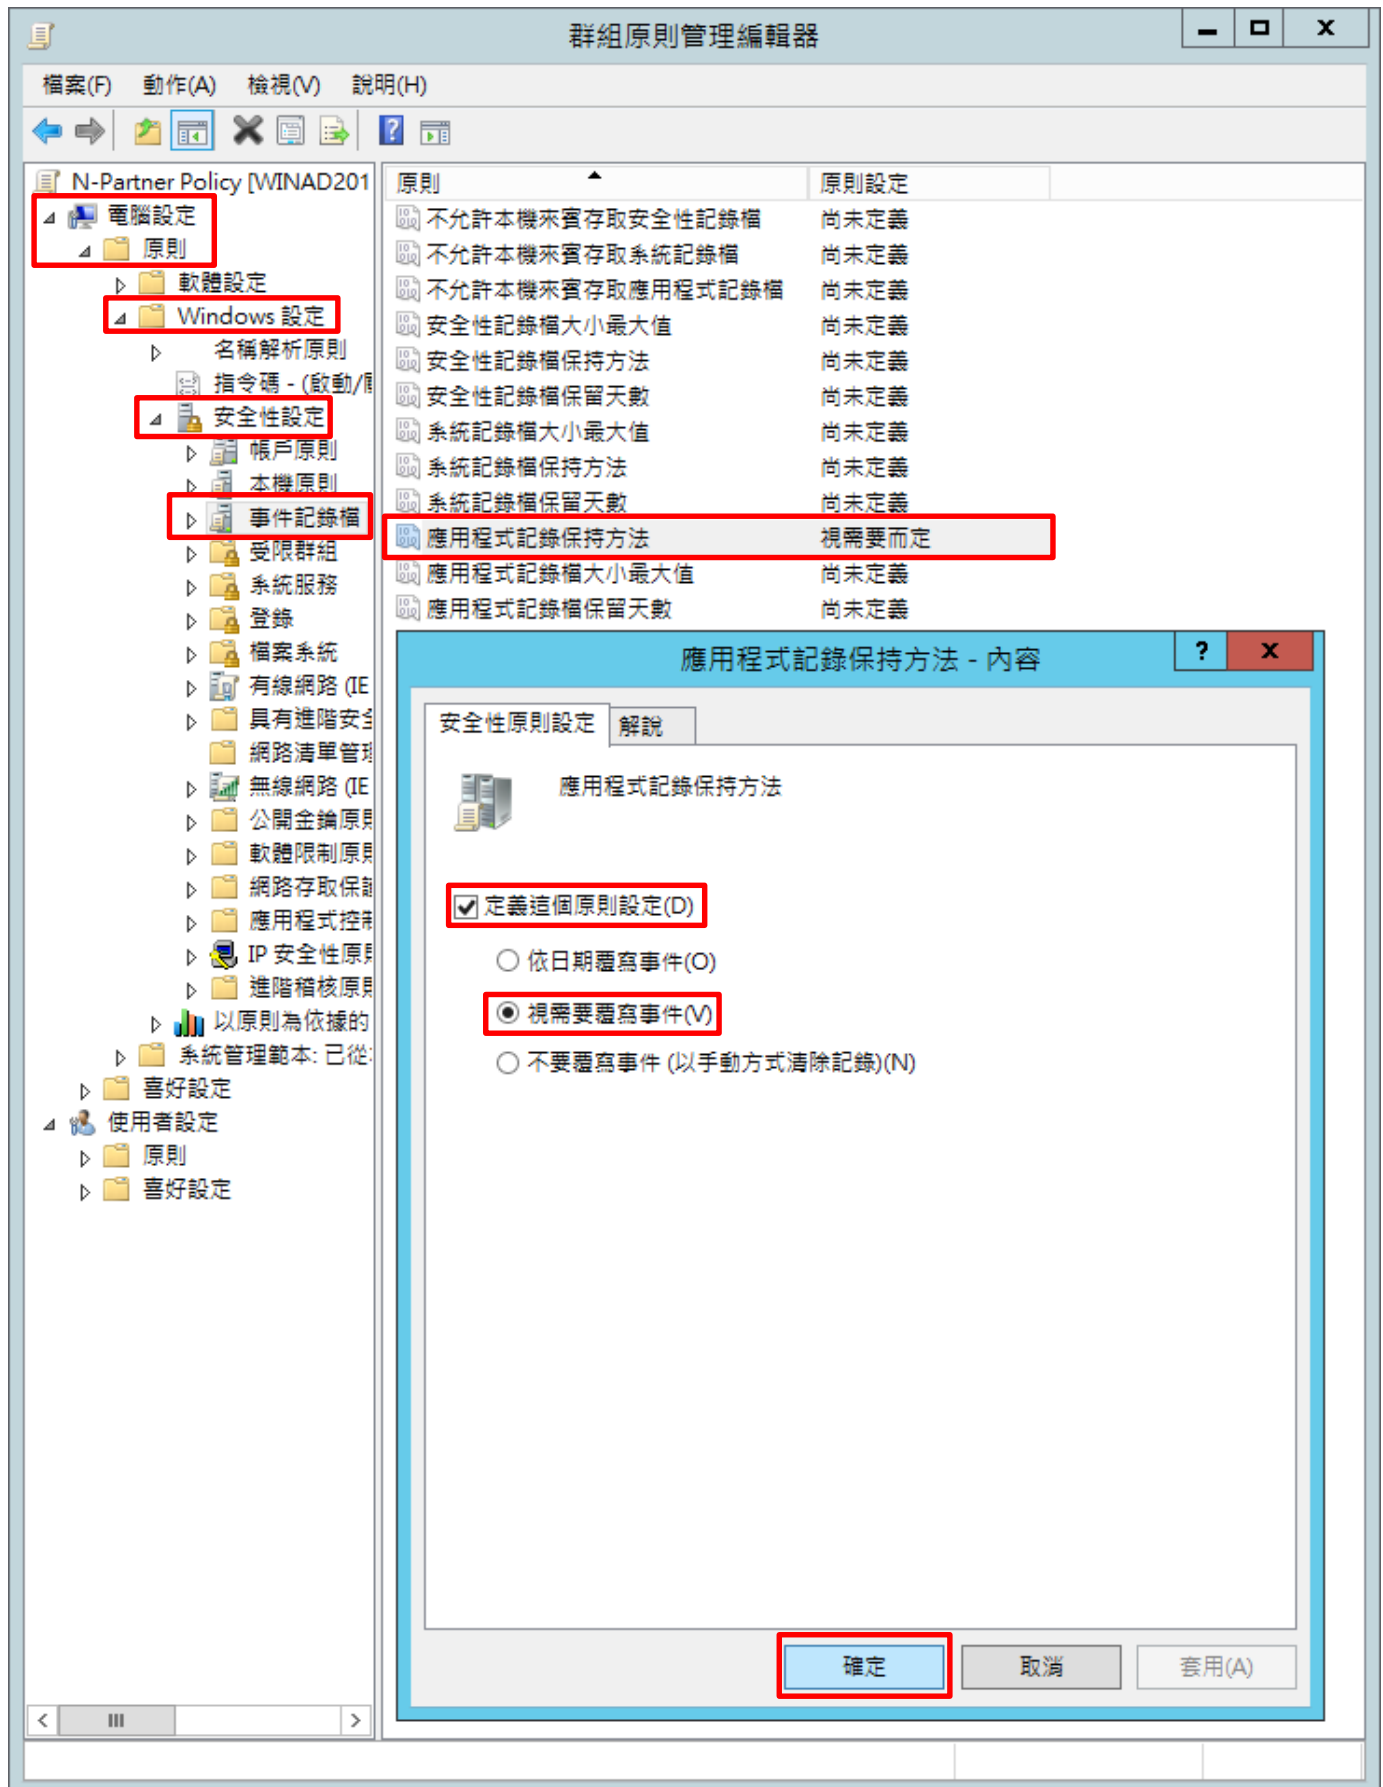 群組原則管理編輯器
檔案(F) 動作(A) 檢視(V) 說明(H)
N-Partner Policy [WINAD201
電腦設定
原則
軟體設定
Windows 設定
名稱解析原則
指令碼 - (啟動/
安全性設定
帳戶原則
本機原則
事件記錄檔
受限群組
系統服務
登錄
檔案系統
有線網路 (IE
具有進階安全
網路清單管理
無線網路 (IE
公開金鑰原則
軟體限制原則
網路存取保護
應用程式控制
IP 安全性原則
進階稽核原則
以原則為依據的
系統管理範本: 已從
喜好設定
使用者設定
原則
喜好設定
原則 原則設定
不允許本機來賓存取安全性記錄檔 尚未定義
不允許本機來賓存取系統記錄檔 尚未定義
不允許本機來賓存取應用程式記錄檔 尚未定義
安全性記錄檔大小最大值 尚未定義
安全性記錄檔保持方法 尚未定義
安全性記錄檔保留天數 尚未定義
系統記錄檔大小最大值 尚未定義
系統記錄檔保持方法 尚未定義
系統記錄檔保留天數 尚未定義
應用程式記錄保持方法 視需要而定
應用程式記錄檔大小最大值 尚未定義
應用程式記錄檔保留天數 尚未定義
應用程式記錄保持方法 - 內容
安全性原則設定 解說
應用程式記錄保持方法
定義這個原則設定(D)
依日期覆寫事件(O)
視需要覆寫事件(V)
不要覆寫事件 (以手動方式清除記錄)(N)
確定 取消 套用(A)